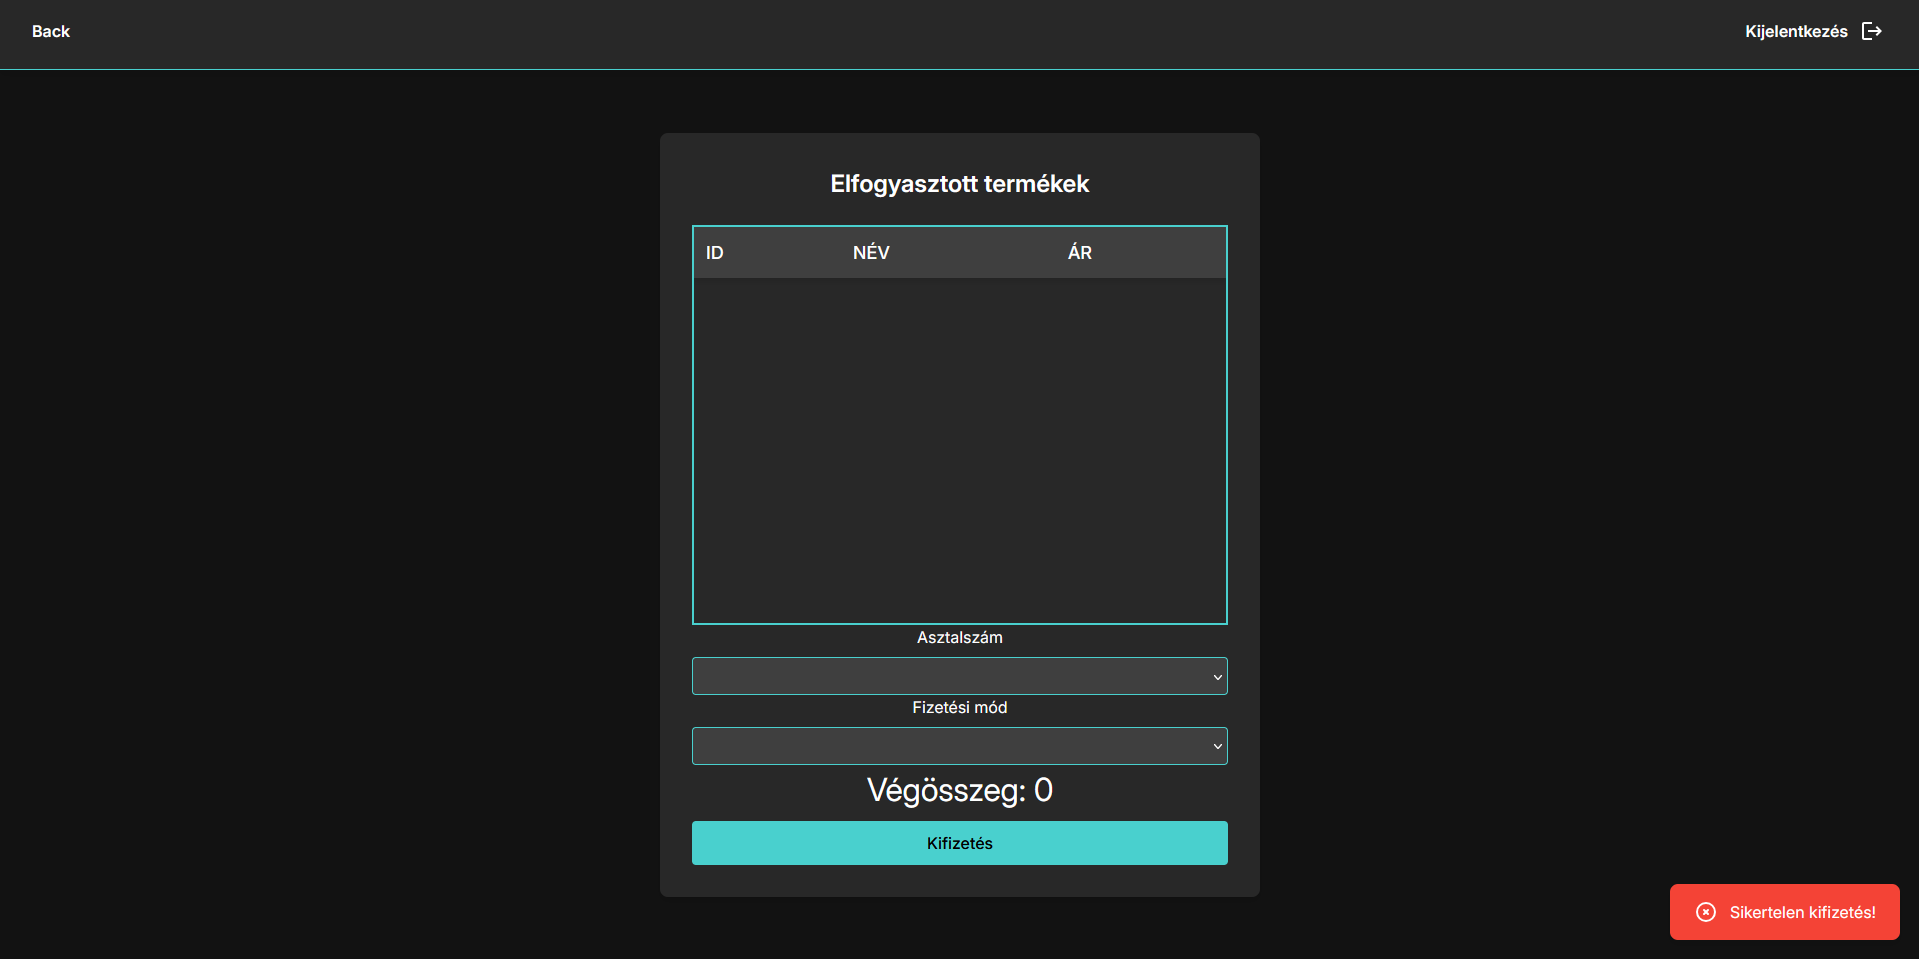 Back
Kijelentkezés
Elfogyasztott termékek
ID NÉV ÁR
Asztalszám
Fizetési mód
Végösszeg: 0
Kifizetés
Sikertelen kifizetés!